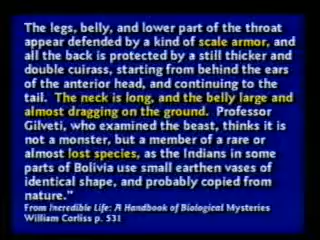 The legs, belly, and lower part of the throat
appear defended by a kind of scale armor, and
all the back is protected by a still thicker and
double cuirass, starting from behind the ears
of the anterior head, and continuing to the
tail.  The neck is long, and the belly large and
almost dragging on the ground.  Professor
Gilveti, who examined the beast, thinks it is
not a monster, but a member of a rare or
almost lost species, as the Indians in some
parts of Bolivia use small earthen vases of
identical shape, and probably copied from
nature."
From Incredible Life: A Handbook of Biological Mysteries
William Corliss p. 531